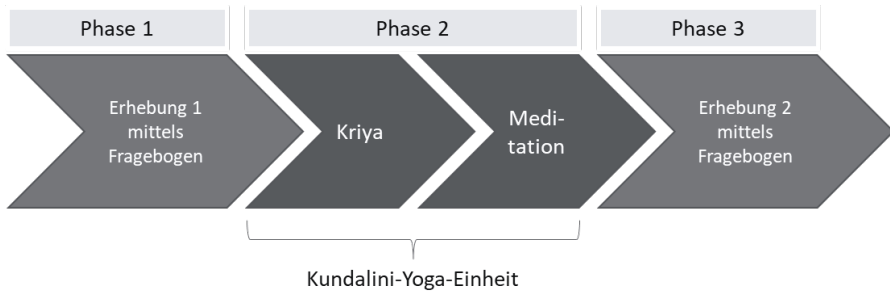 Phase 1
Phase 2
Phase 3
Erhebung 1
mittels
Fragebogen
Kriya
Medi-
tation
Erhebung 2
mittels
Fragebogen
Kundalini-Yoga-Einheit